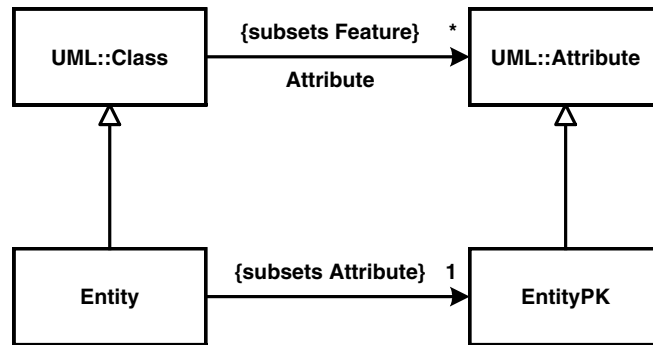 UML::Class
{subsets Feature} *
Attribute
UML::Attribute
Entity
{subsets Attribute} 1
EntityPK